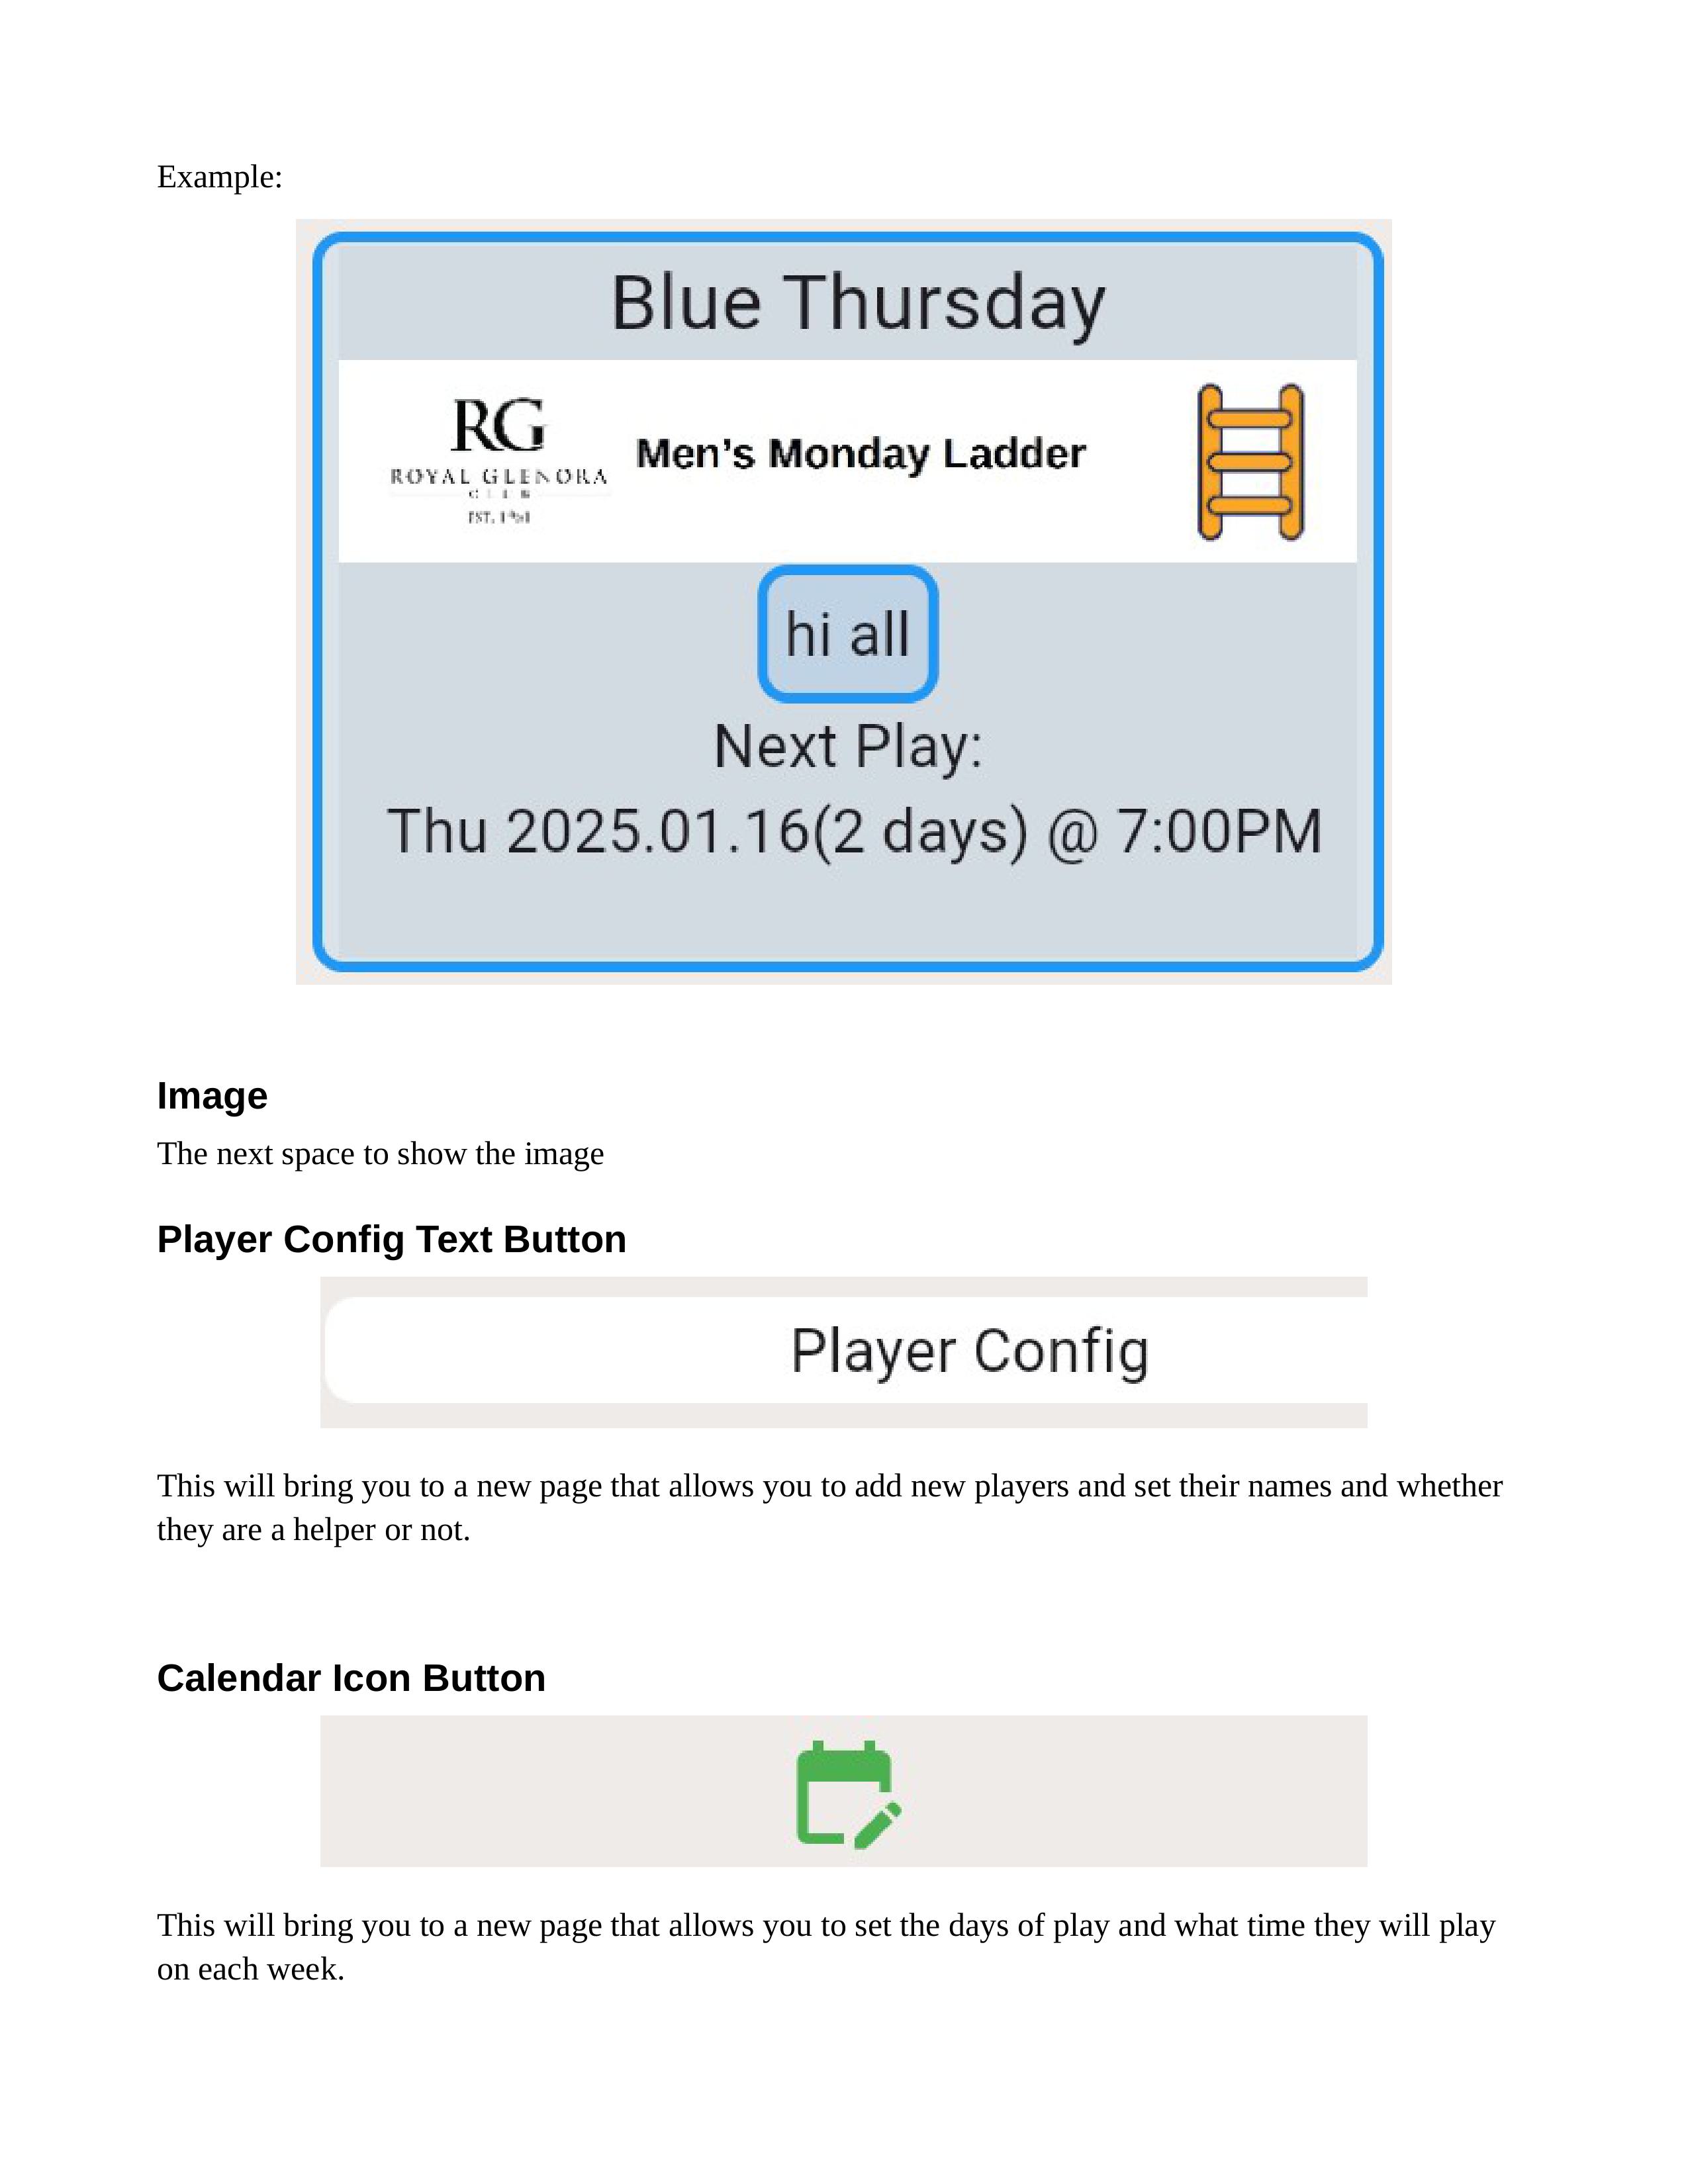 Example:
Blue Thursday
RG
ROYAL GLENORA
Men's Monday Ladder
hi all
Next Play:
Thu 2025.01.16(2 days) @ 7:00PM
Image
The next space to show the image
Player Config Text Button
Player Config
This will bring you to a new page that allows you to add new players and set their names and whether
they are a helper or not.
Calendar Icon Button
This will bring you to a new page that allows you to set the days of play and what time they will play
on each week.